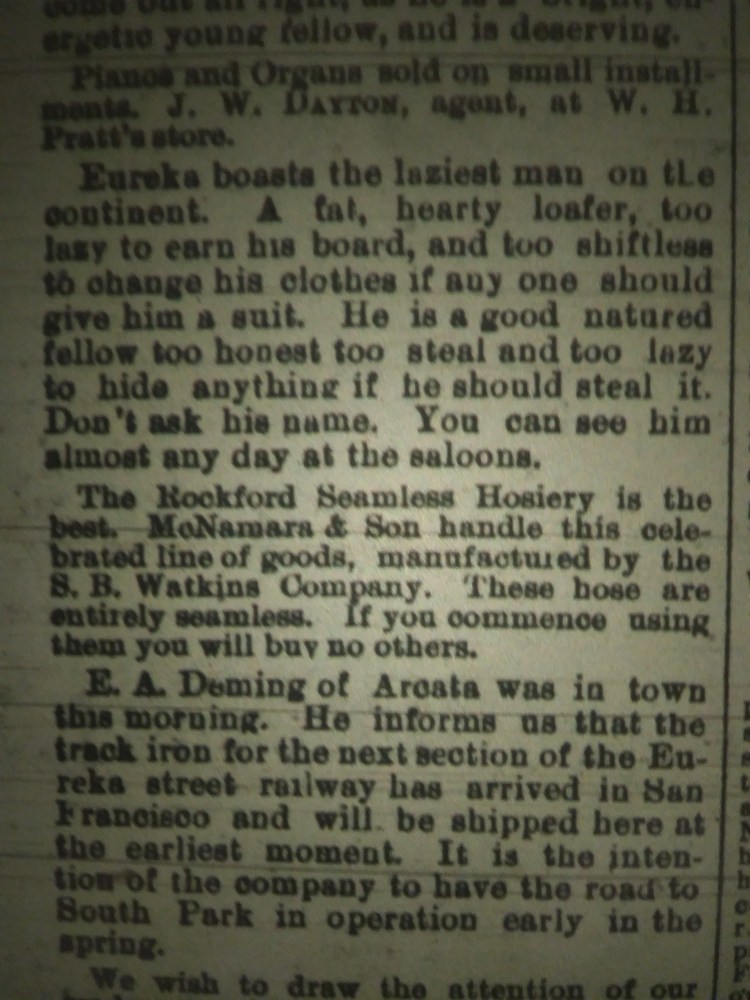 come out all right, as he is a bright, en-
ergetic young fellow, and is deserving.
Pianos and Organs sold on small install-
ments. J. W. DAYTON, agent, at W. H.
Pratt's store.
Eureka boasts the laziest man on the
continent. A fat, hearty loafer, too
lazy to earn his board, and too shiftless
to change his clothes if any one should
give him a suit. He is a good natured
fellow too honest too steal and too lazy
to hide anything if he should steal it.
Don't ask his name. You can see him
almost any day at the saloons.
The Rockford Seamless Hosiery is the
best. McNamara & Son handle this cele-
brated line of goods, manufactured by the
S. B. Watkins Company. These hose are
entirely seamless. If you commence using
them you will buy no others.
E. A. Deming of Arcata was in town
this morning. He informs us that the
track iron for the next section of the Eu-
reka street railway has arrived in San
Francisco and will be shipped here at
the earliest moment. It is the inten-
tion of the company to have the road to
South Park in operation early in the
spring.
We wish to draw the attention of our